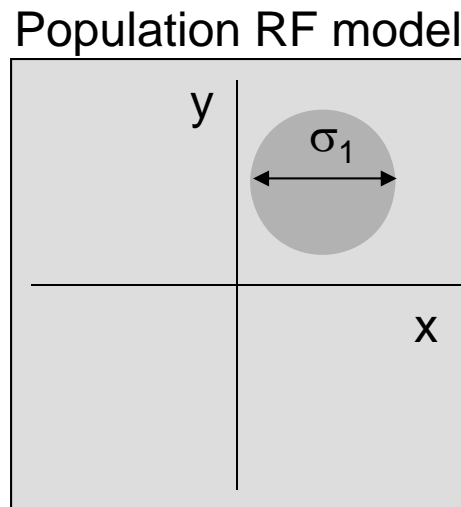 Population RF model
y
σ₁
x